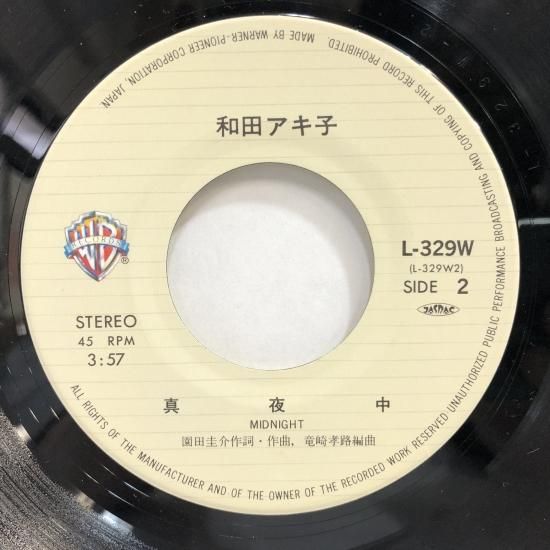 MADE BY WARNER-PIONEER CORPORATION, JAPAN
ALL RIGHTS OF THE MANUFACTURER AND OF THE OWNER OF THE RECORDED WORK RESERVED UNAUTHORIZED PUBLIC PERFORMANCE BROADCASTING AND COPYING OF THIS RECORD PROHIBITED.
和田アキ子
WB
RECORDS
®
L-329W
(L-329W2)
SIDE 2
JASRAC
STEREO
45 RPM
3:57
真夜中
MIDNIGHT
園田圭介作詞・作曲, 竜崎孝路編曲